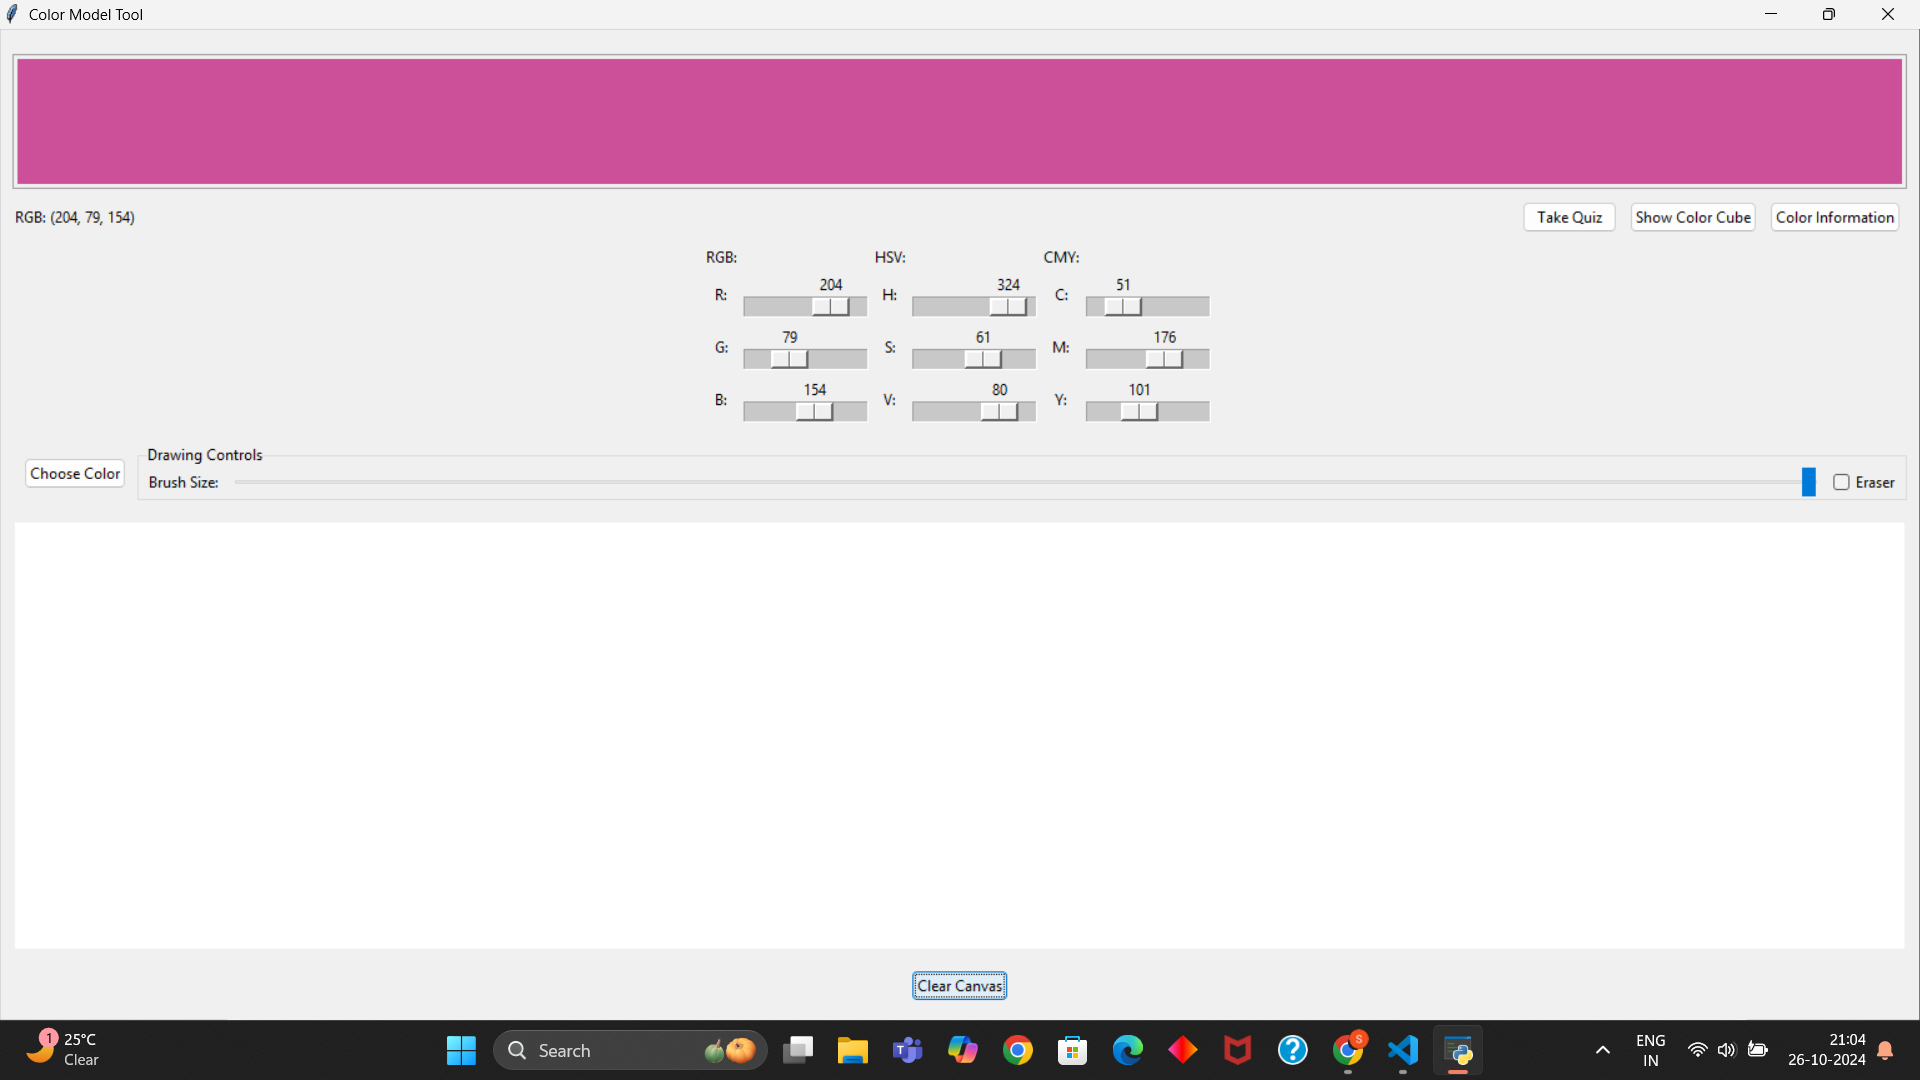 Color Model Tool
RGB: (204, 79, 154)
Take Quiz
Show Color Cube
Color Information
RGB:
HSV:
CMY:
R:
204
H:
324
C:
51
G:
79
S:
61
M:
176
B:
154
V:
80
Y:
101
Choose Color
Drawing Controls
Brush Size:
Eraser
Clear Canvas
1
25°C
Clear
Search
T
S
ENG
IN
21:04
26-10-2024